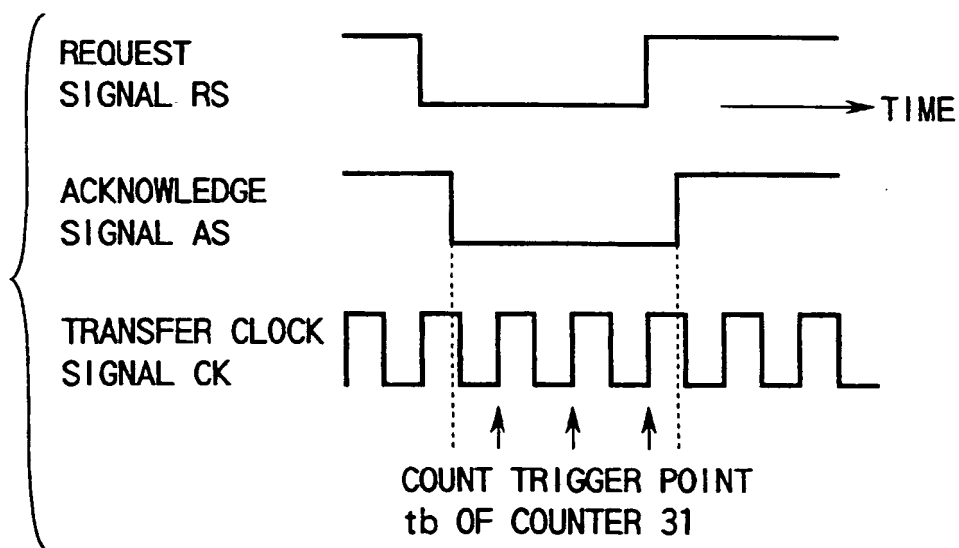 REQUEST
SIGNAL RS
TIME
ACKNOWLEDGE
SIGNAL AS
TRANSFER CLOCK
SIGNAL CK
COUNT TRIGGER POINT
tb OF COUNTER 31